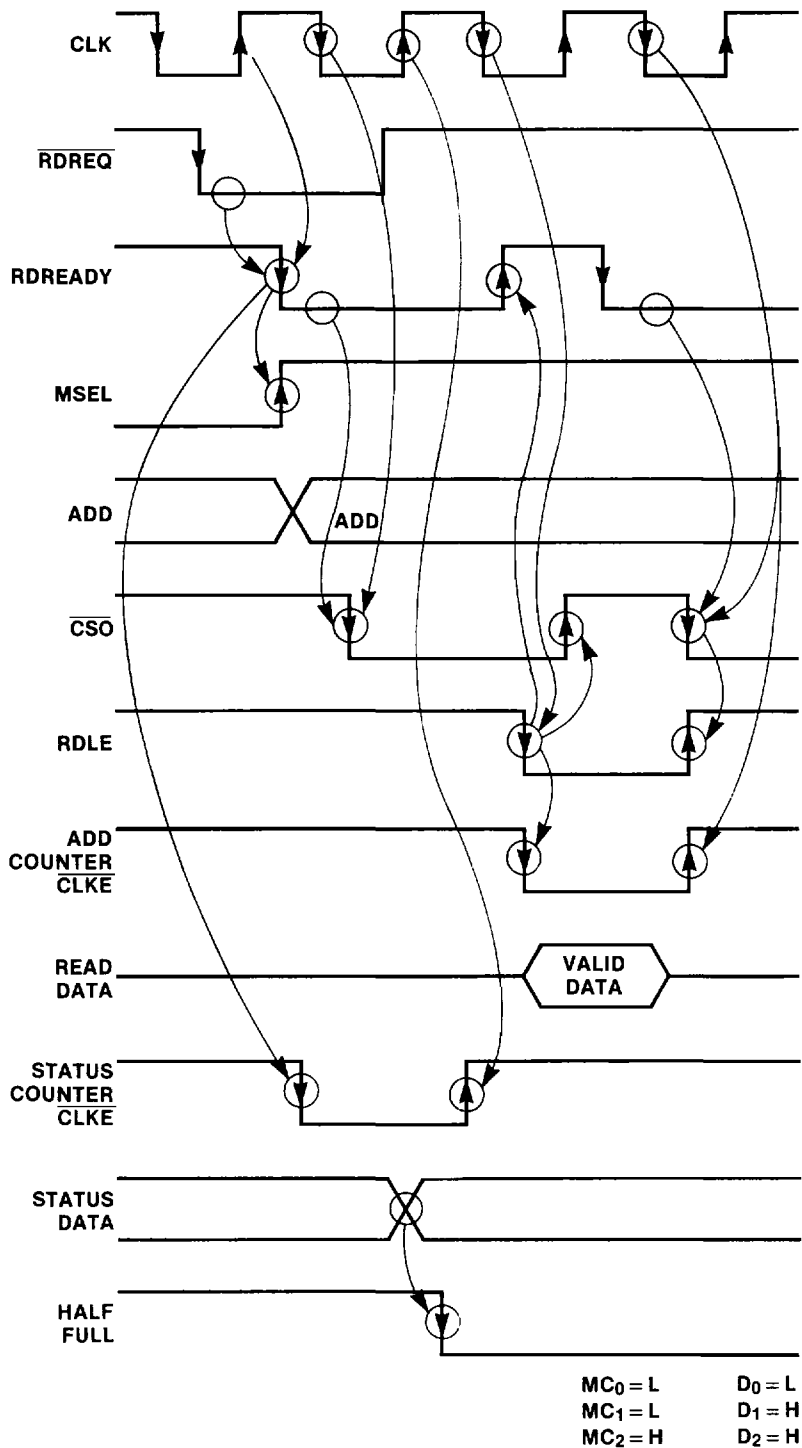 CLK
RDREQ
RDREADY
MSEL
ADD
ADD
CSO
RDLE
ADD
COUNTER
CLKE
READ
DATA
VALID
DATA
STATUS
COUNTER
CLKE
STATUS
DATA
HALF
FULL
MC₀ = L D₀ = L
MC₁ = L D₁ = H
MC₂ = H D₂ = H